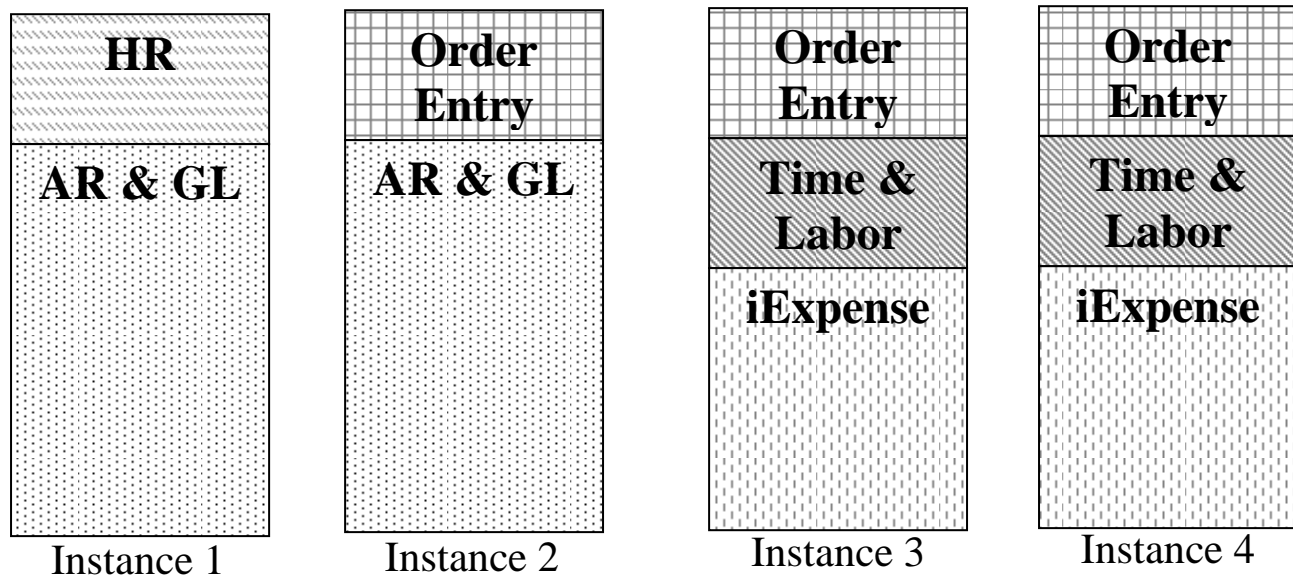 HR
AR & GL
Instance 1
Order
Entry
AR & GL
Instance 2
Order
Entry
Time &
Labor
iExpense
Instance 3
Order
Entry
Time &
Labor
iExpense
Instance 4